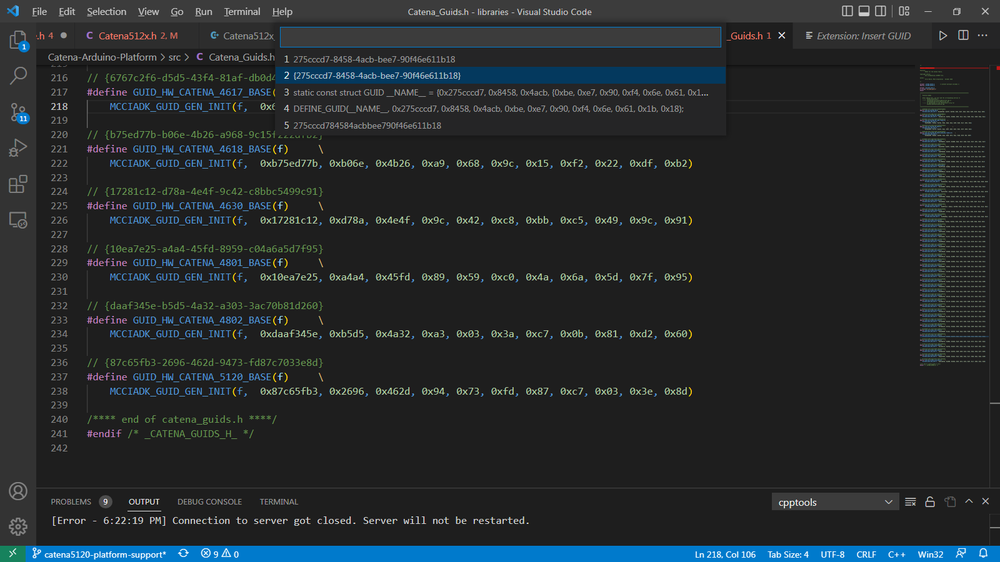 File Edit Selection View Go Run Terminal Help Catena_Guids.h - libraries - Visual Studio Code
.h 4 Catena512x.h 2, M Catena512x_ _Guids.h 1 Extension: Insert GUID
Catena-Arduino-Platform > src > C Catena_Guids.h
1 275cccd7-8458-4acb-bee7-90f46e611b18
2 {275cccd7-8458-4acb-bee7-90f46e611b18}
3 static const struct GUID __NAME__ = {0x275cccd7, 0x8458, 0x4acb, {0xbe, 0xe7, 0x90, 0xf4, 0x6e, 0x61, 0x1...
4 DEFINE_GUID(__NAME__, 0x275cccd7, 0x8458, 0x4acb, 0xbe, 0xe7, 0x90, 0xf4, 0x6e, 0x61, 0x1b, 0x18);
5 275cccd784584acbbee790f46e611b18
216 // {6767c2f6-d5d5-43f4-81af-db0d4
217 #define GUID_HW_CATENA_4617_BASE(
218 MCCIADK_GUID_GEN_INIT(f, 0x6
219
220 // {b75ed77b-b06e-4b26-a968-9c15f222dfb2}
221 #define GUID_HW_CATENA_4618_BASE(f) \
222 MCCIADK_GUID_GEN_INIT(f, 0xb75ed77b, 0xb06e, 0x4b26, 0xa9, 0x68, 0x9c, 0x15, 0xf2, 0x22, 0xdf, 0xb2)
223
224 // {17281c12-d78a-4e4f-9c42-c8bbc5499c91}
225 #define GUID_HW_CATENA_4630_BASE(f) \
226 MCCIADK_GUID_GEN_INIT(f, 0x17281c12, 0xd78a, 0x4e4f, 0x9c, 0x42, 0xc8, 0xbb, 0xc5, 0x49, 0x9c, 0x91)
227
228 // {10ea7e25-a4a4-45fd-8959-c04a6a5d7f95}
229 #define GUID_HW_CATENA_4801_BASE(f) \
230 MCCIADK_GUID_GEN_INIT(f, 0x10ea7e25, 0xa4a4, 0x45fd, 0x89, 0x59, 0xc0, 0x4a, 0x6a, 0x5d, 0x7f, 0x95)
231
232 // {daaf345e-b5d5-4a32-a303-3ac70b81d260}
233 #define GUID_HW_CATENA_4802_BASE(f) \
234 MCCIADK_GUID_GEN_INIT(f, 0xdaaf345e, 0xb5d5, 0x4a32, 0xa3, 0x03, 0x3a, 0xc7, 0x0b, 0x81, 0xd2, 0x60)
235
236 // {87c65fb3-2696-462d-9473-fd87c7033e8d}
237 #define GUID_HW_CATENA_5120_BASE(f) \
238 MCCIADK_GUID_GEN_INIT(f, 0x87c65fb3, 0x2696, 0x462d, 0x94, 0x73, 0xfd, 0x87, 0xc7, 0x03, 0x3e, 0x8d)
239
240 /**** end of catena_guids.h ****/
241 #endif /* _CATENA_GUIDS_H_ */
242
1
11
PROBLEMS 9 OUTPUT DEBUG CONSOLE TERMINAL cpptools
[Error - 6:22:19 PM] Connection to server got closed. Server will not be restarted.
catena5120-platform-support* 9 0 Ln 218, Col 106 Tab Size: 4 UTF-8 CRLF C++ Win32